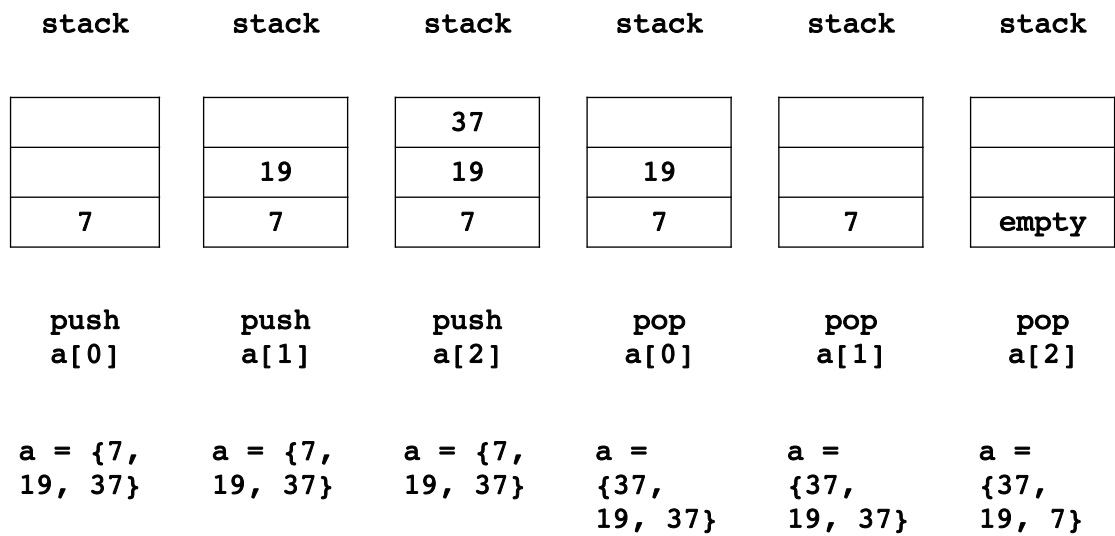 stack stack stack stack stack stack
37
19 19 19
7 7 7 7 7 empty
push push push pop pop pop
a[0] a[1] a[2] a[0] a[1] a[2]
a = {7, a = {7, a = {7, a = a = a =
19, 37} 19, 37} 19, 37} {37, {37, {37,
19, 37} 19, 37} 19, 7}